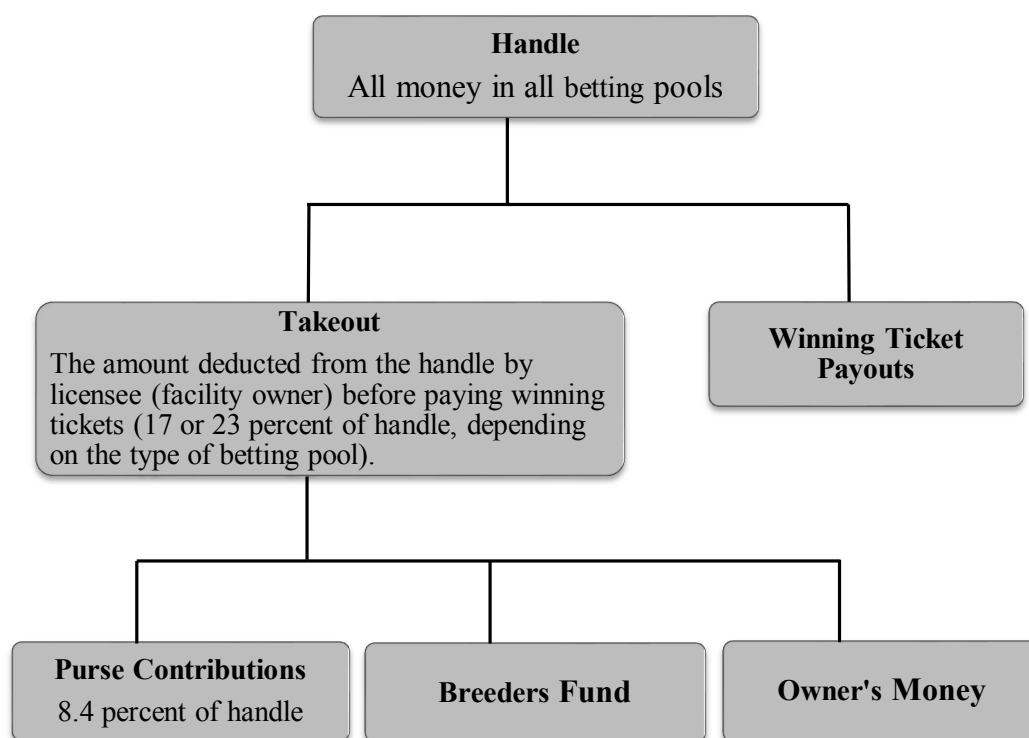 Handle
All money in all betting pools
Takeout
The amount deducted from the handle by
licensee (facility owner) before paying winning
tickets (17 or 23 percent of handle, depending
on the type of betting pool).
Winning Ticket
Payouts
Purse Contributions
8.4 percent of handle
Breeders Fund
Owner's Money